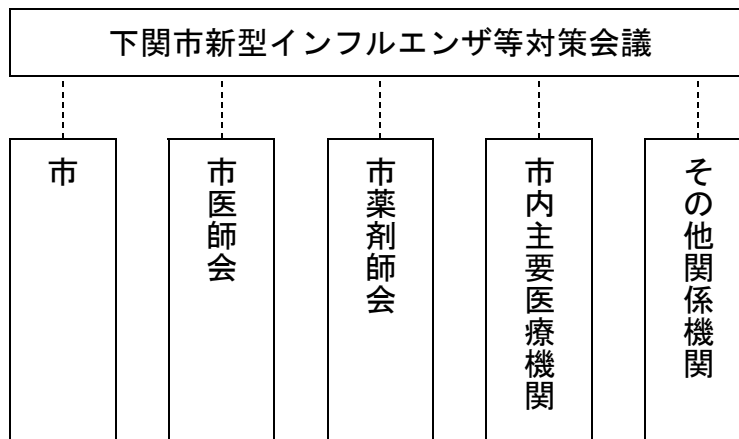 下関市新型インフルエンザ等対策会議
市
市医師会
市薬剤師会
市内主要医療機関
その他関係機関